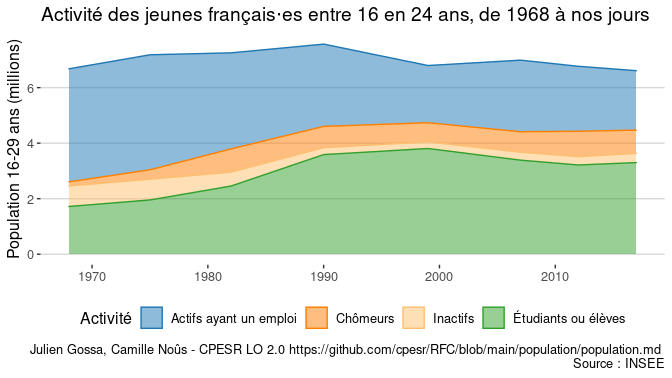 Activité des jeunes français·es entre 16 en 24 ans, de 1968 à nos jours
Population 16-29 ans (millions)
6
4
2
0
1970 1980 1990 2000 2010
Activité Actifs ayant un emploi Chômeurs Inactifs Étudiants ou élèves
Julien Gossa, Camille Noûs - CPESR LO 2.0 https://github.com/cpesr/RFC/blob/main/population/population.md
Source : INSEE